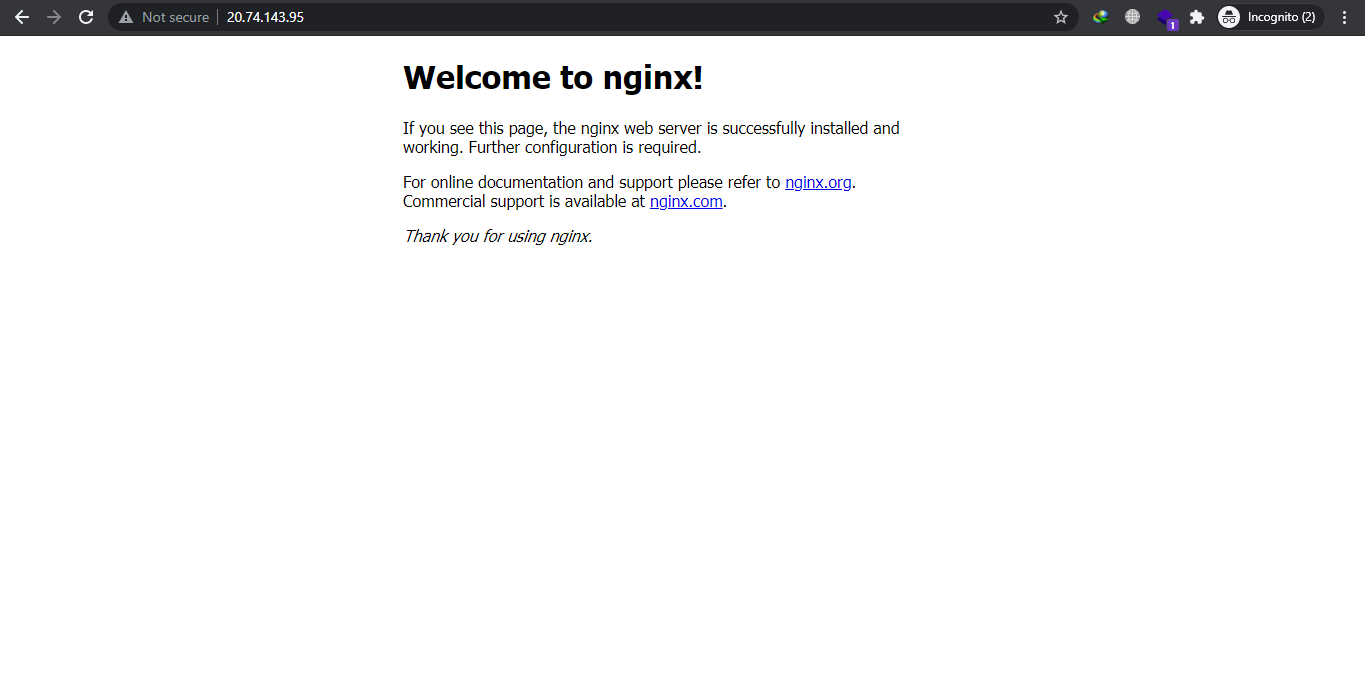 Not secure 20.74.143.95 1 Incognito (2)
Welcome to nginx!
If you see this page, the nginx web server is successfully installed and
working. Further configuration is required.
For online documentation and support please refer to nginx.org.
Commercial support is available at nginx.com.
Thank you for using nginx.